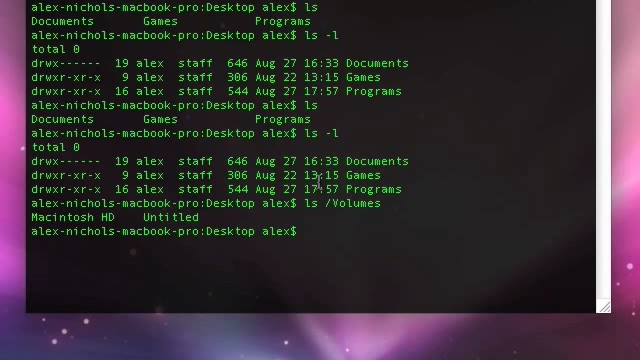 alex-nichols-macbook-pro:Desktop alex$ ls
Documents Games Programs
alex-nichols-macbook-pro:Desktop alex$ ls -l
total 0
drwx------ 19 alex staff 646 Aug 27 16:33 Documents
drwxr-xr-x 9 alex staff 306 Aug 22 13:15 Games
drwxr-xr-x 16 alex staff 544 Aug 27 17:57 Programs
alex-nichols-macbook-pro:Desktop alex$ ls
Documents Games Programs
alex-nichols-macbook-pro:Desktop alex$ ls -l
total 0
drwx------ 19 alex staff 646 Aug 27 16:33 Documents
drwxr-xr-x 9 alex staff 306 Aug 22 13:15 Games
drwxr-xr-x 16 alex staff 544 Aug 27 17:57 Programs
alex-nichols-macbook-pro:Desktop alex$ ls /Volumes
Macintosh HD Untitled
alex-nichols-macbook-pro:Desktop alex$